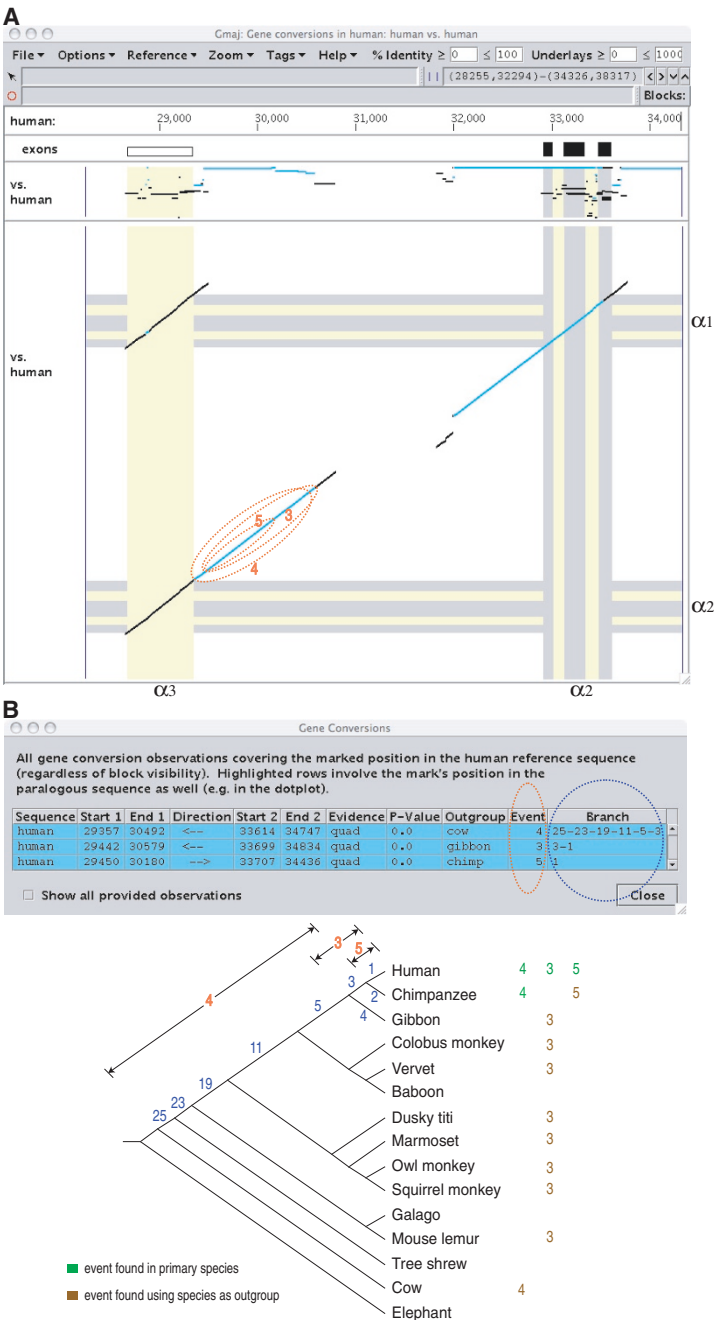 A
Gmaj: Gene conversions in human: human vs. human
File Options Reference Zoom Tags Help % Identity ≥ 0 ≤ 100 Underlays ≥ 0 ≤ 1000
(28255,32294)-(34326,38317) < > v ^
Blocks:
human: 29,000 30,000 31,000 32,000 33,000 34,000
exons
vs. human
α1
vs. human
5 3
4
α2
α3 α2
B
Gene Conversions
All gene conversion observations covering the marked position in the human reference sequence
(regardless of block visibility). Highlighted rows involve the mark's position in the
paralogous sequence as well (e.g. in the dotplot).
Sequence Start 1 End 1 Direction Start 2 End 2 Evidence P-Value Outgroup Event Branch
human 29357 30492 <-- 33614 34747 quad 0.0 cow 4 25-23-19-11-5-3
human 29442 30579 <-- 33699 34834 quad 0.0 gibbon 3 3-1
human 29450 30180 --> 33707 34436 quad 0.0 chimp 5 1
Show all provided observations Close
3
5
4
1 Human 4 3 5
3
2 Chimpanzee 4 5
5
4 Gibbon 3
11 Colobus monkey 3
Vervet 3
19 Baboon
23 Dusky titi 3
25 Marmoset 3
Owl monkey 3
Squirrel monkey 3
Galago
Mouse lemur 3
event found in primary species Tree shrew
event found using species as outgroup Cow 4
Elephant